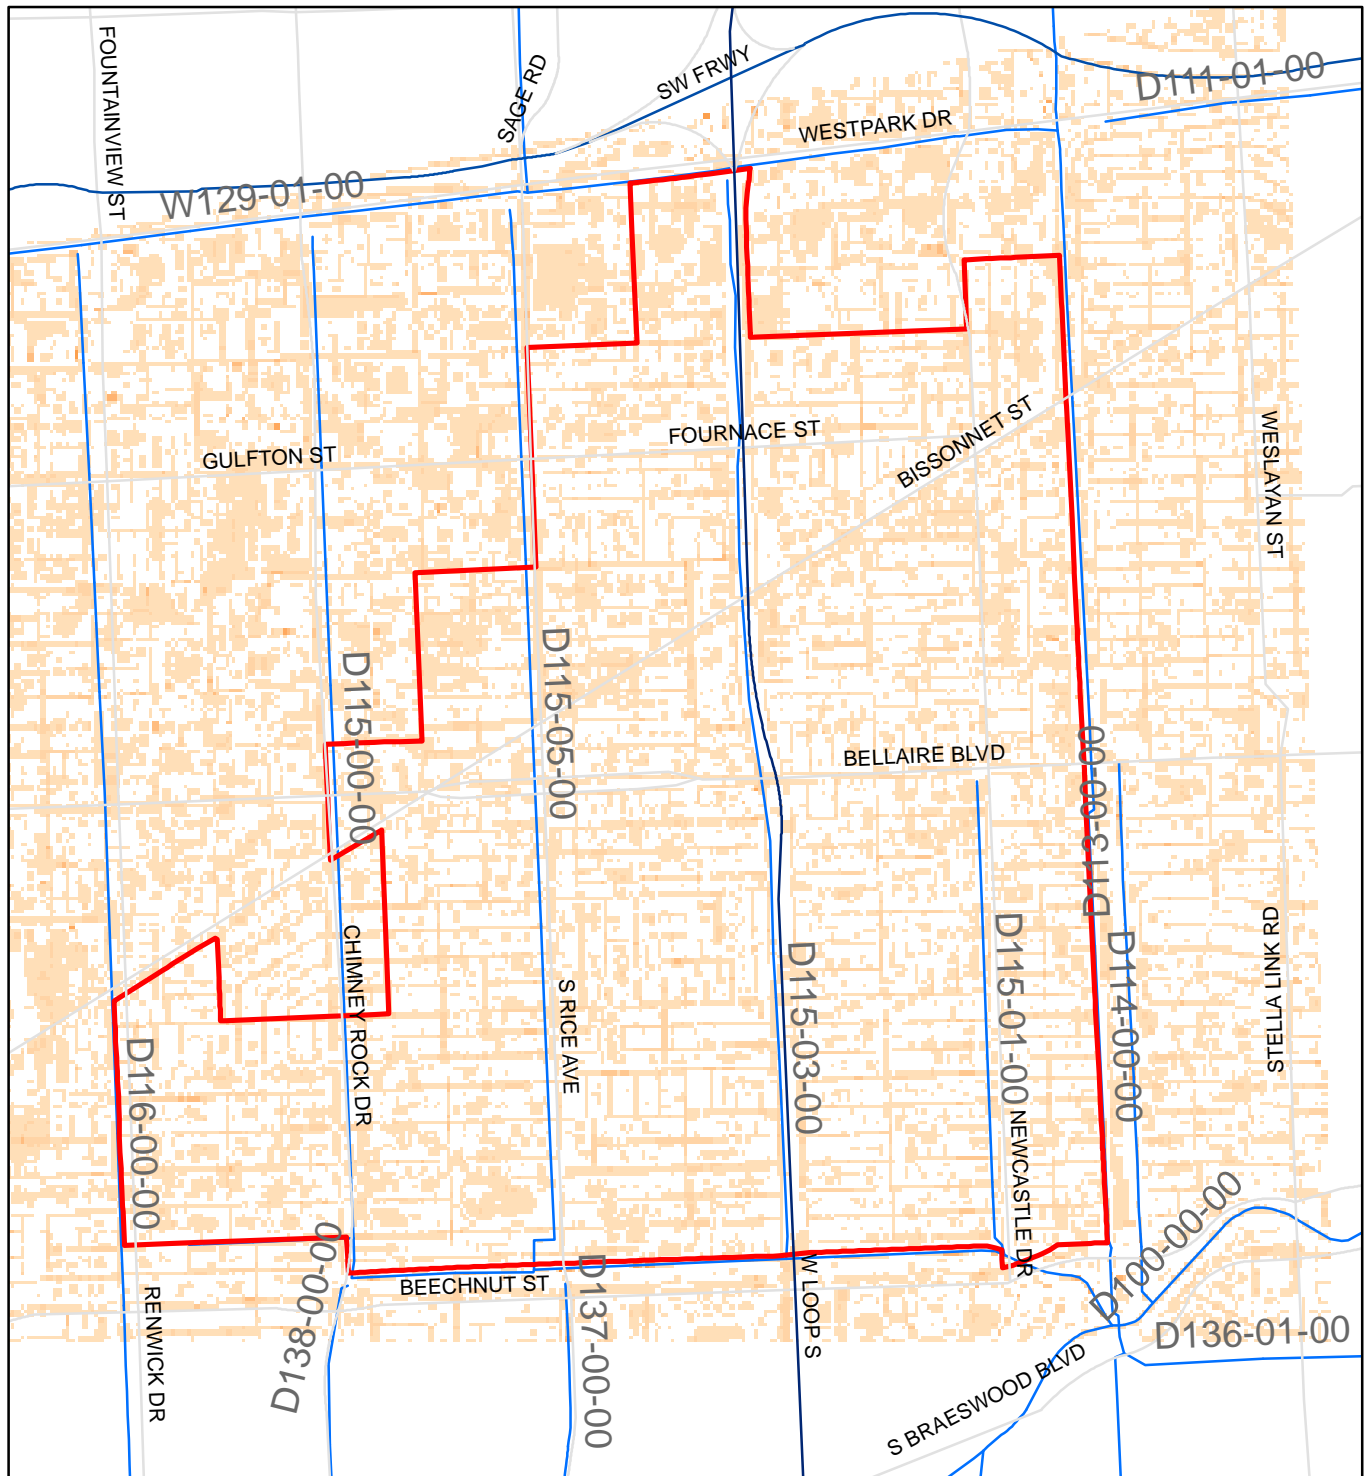 FOUNTAINVIEW ST
SAGE RD
SW FRWY
D111-01-00
WESTPARK DR
W129-01-00
GULFTON ST
FOURNACE ST
BISSONNET ST
WESLAYAN ST
D115-00-00
D115-05-00
BELLAIRE BLVD
D113-00-00
CHIMNEY ROCK DR
S RICE AVE
D115-03-00
D115-01-00
D114-00-00
STELLA LINK RD
D116-00-00
NEWCASTLE DR
D100-00-00
D138-00-00
BEECHNUT ST
D137-00-00
W LOOP S
RENWICK DR
D136-01-00
S BRAESWOOD BLVD